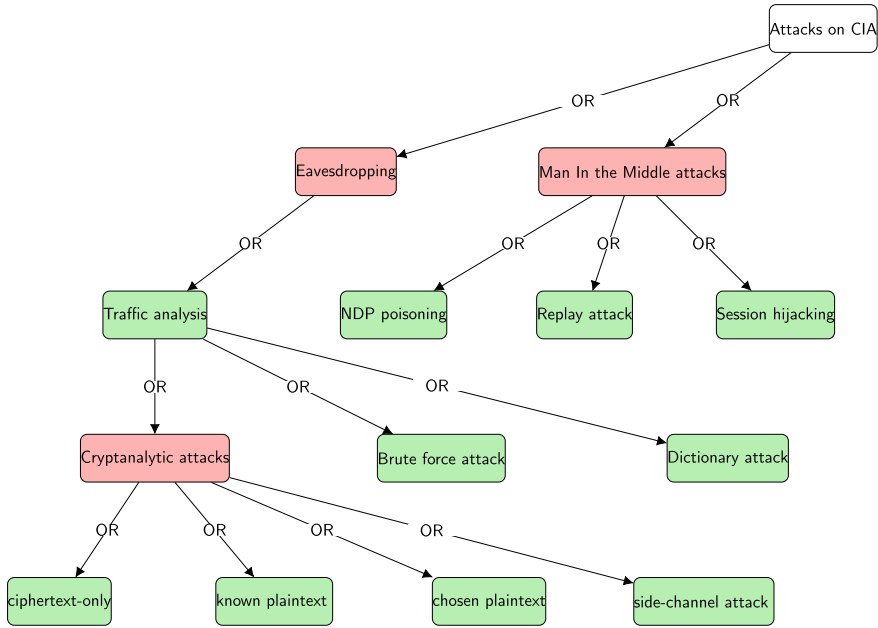 Attacks on CIA
OR
OR
Eavesdropping
Man In the Middle attacks
OR
OR
OR
OR
Traffic analysis
NDP poisoning
Replay attack
Session hijacking
OR
OR
OR
Cryptanalytic attacks
Brute force attack
Dictionary attack
OR
OR
OR
OR
ciphertext-only
known plaintext
chosen plaintext
side-channel attack